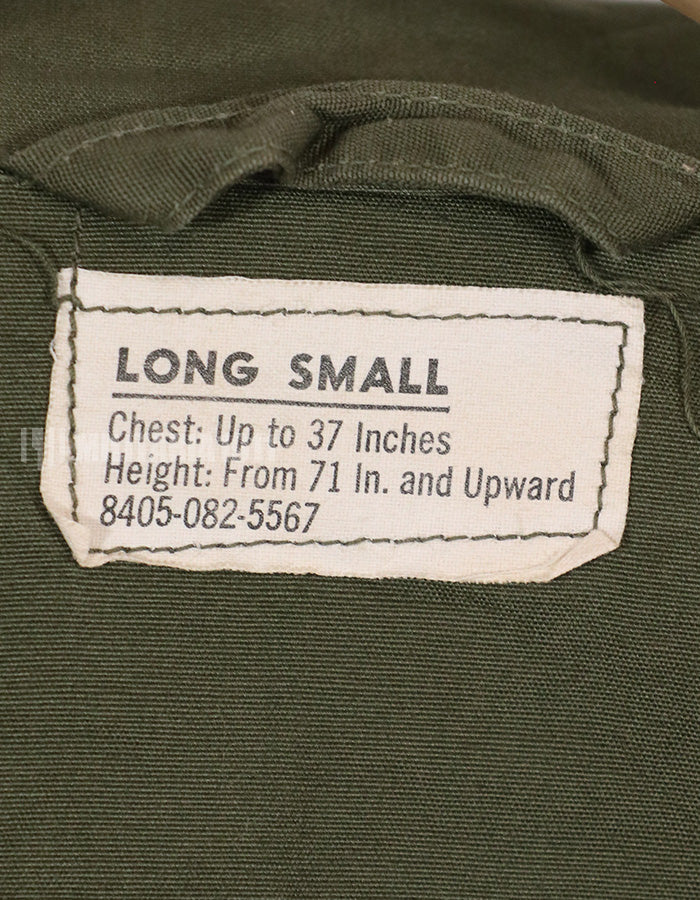 LONG SMALL
Chest: Up to 37 Inches
Height: From 71 In. and Upward
8405-082-5567